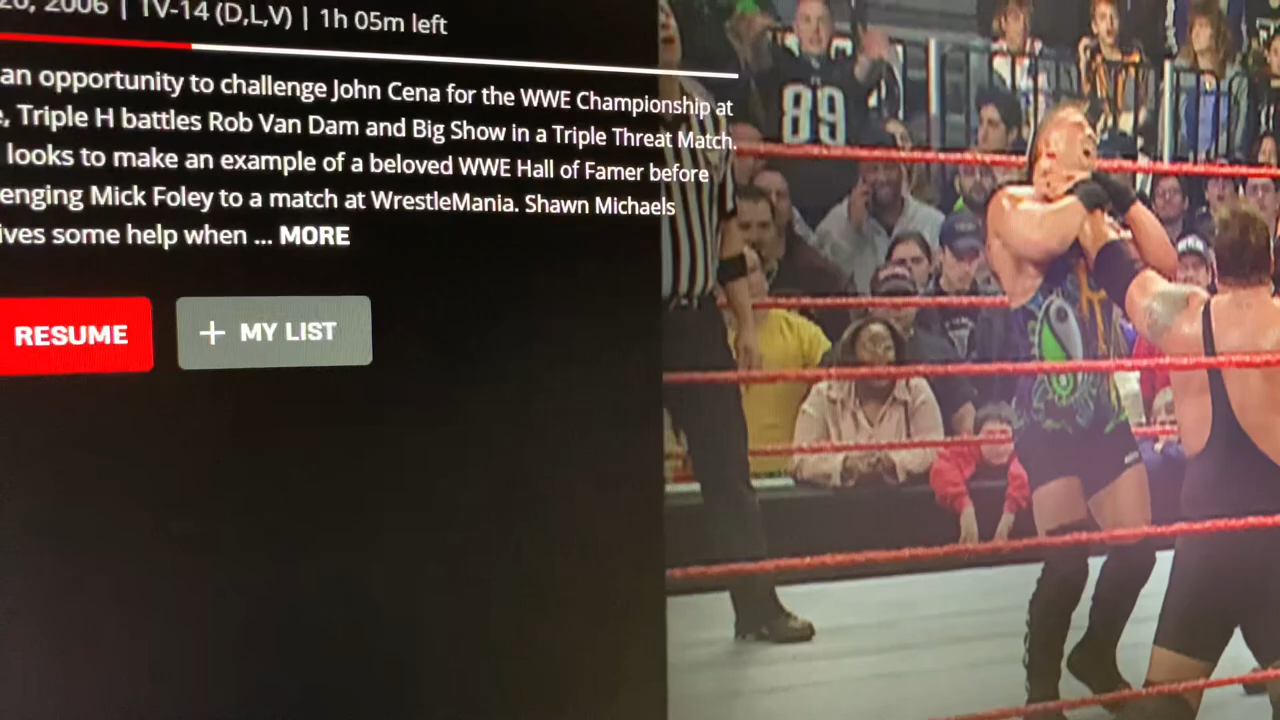 20, 2006 | TV-14 (D,L,V) | 1h 05m left
an opportunity to challenge John Cena for the WWE Championship at
, Triple H battles Rob Van Dam and Big Show in a Triple Threat Match.
looks to make an example of a beloved WWE Hall of Famer before
enging Mick Foley to a match at WrestleMania. Shawn Michaels
ives some help when ... MORE
RESUME
+ MY LIST
89